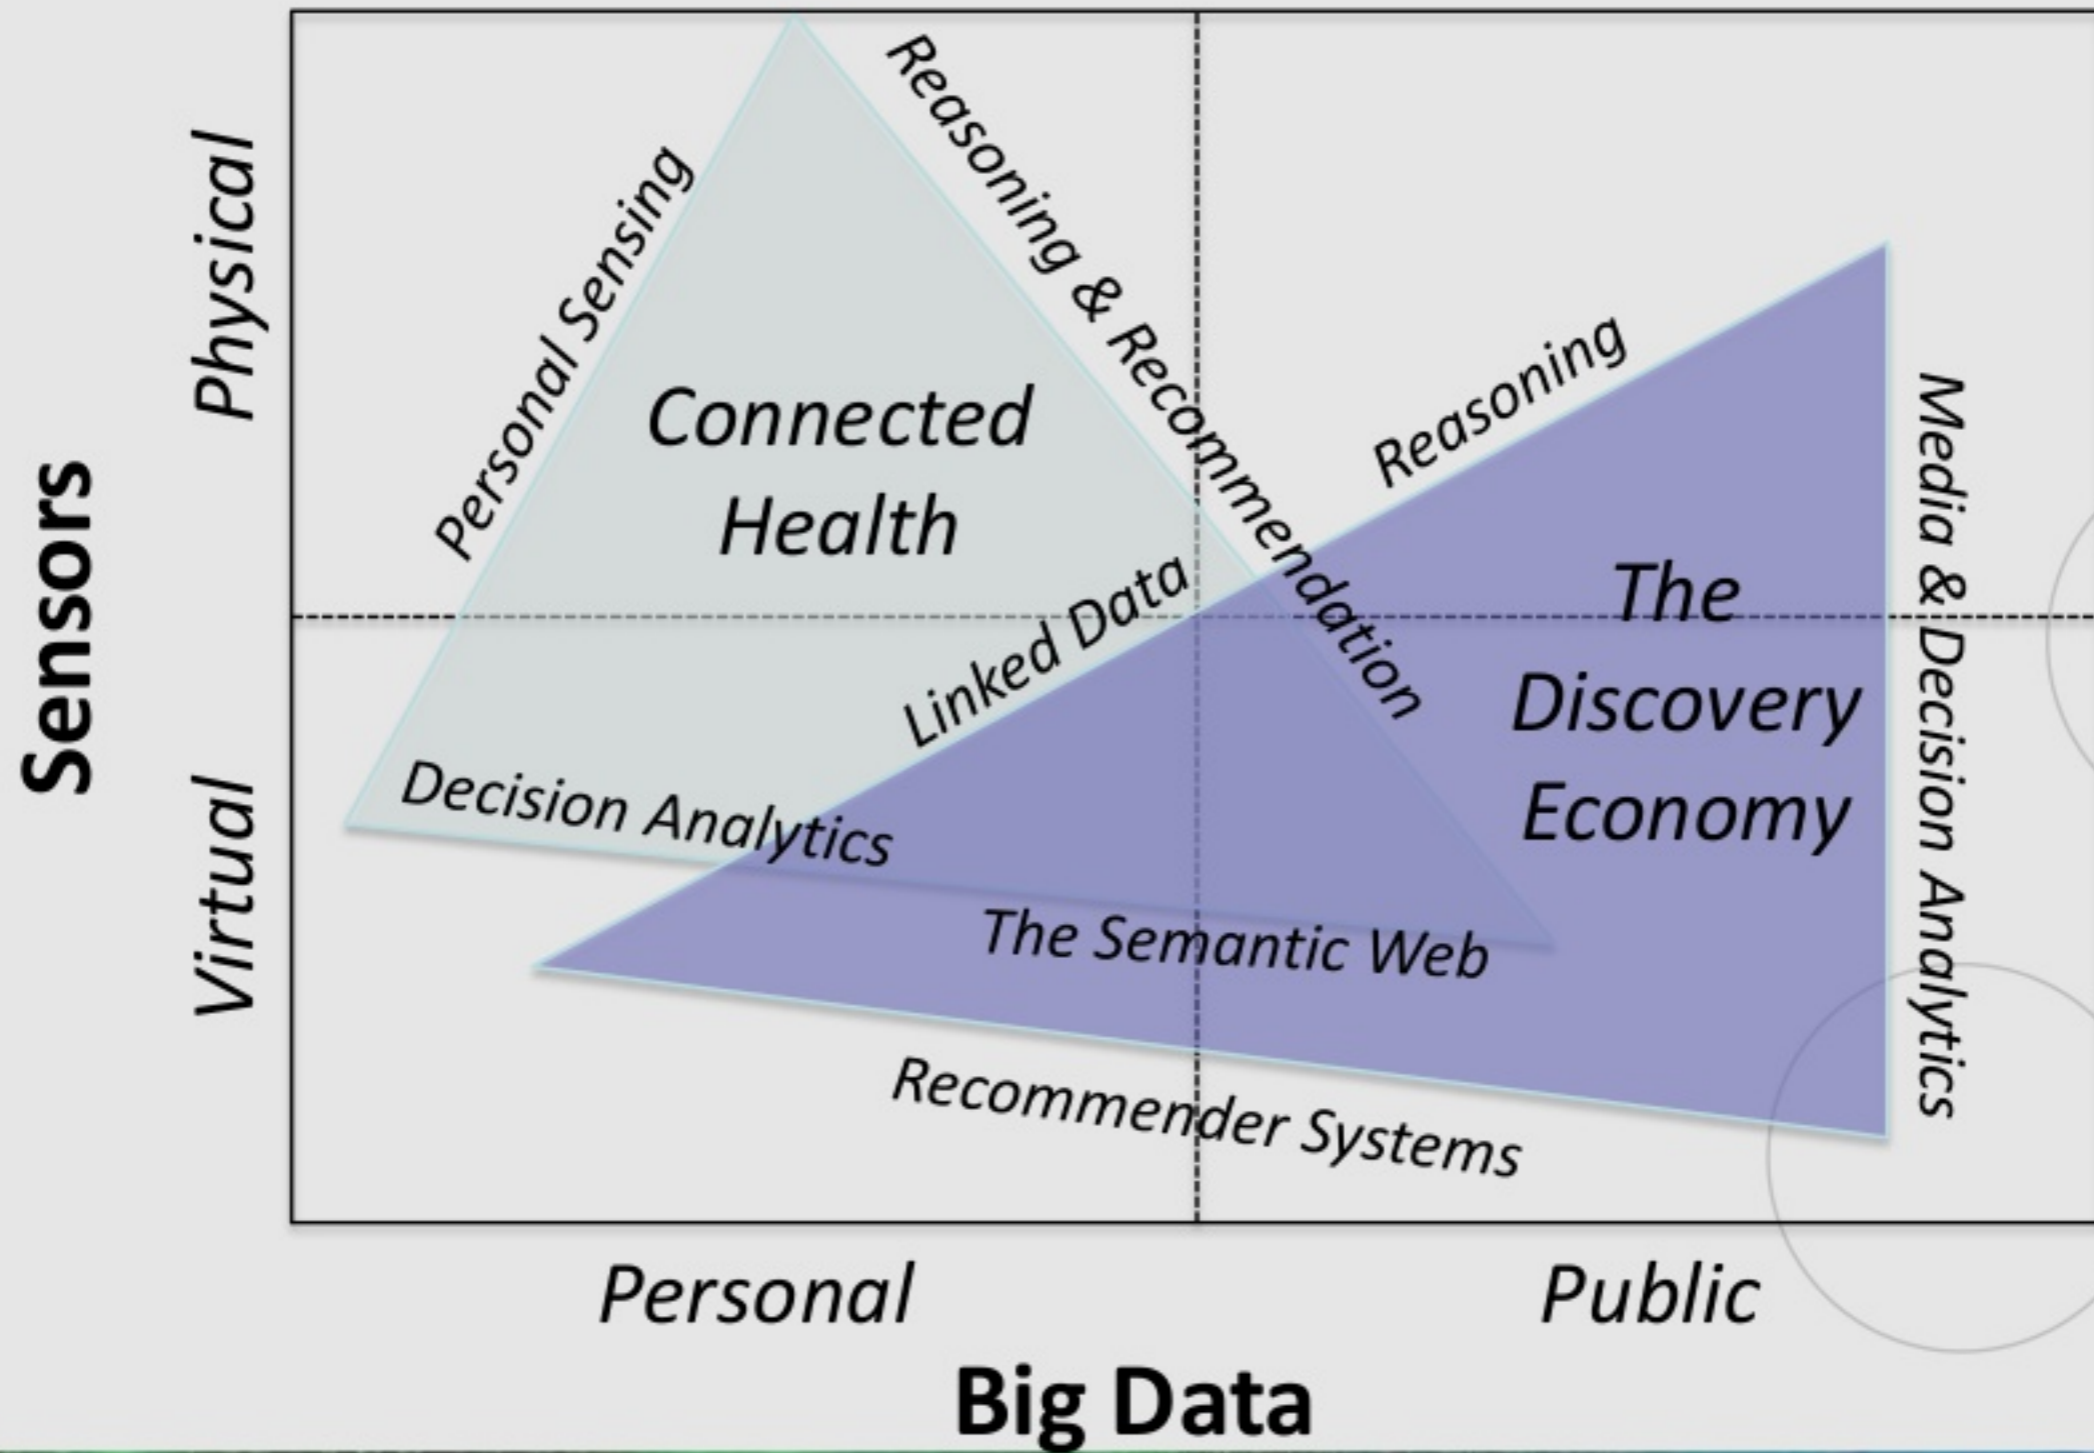 Sensors
Physical
Virtual
Personal Sensing
Reasoning & Recommendation
Connected
Health
Reasoning
Linked Data
The
Discovery
Economy
Media & Decision Analytics
Decision Analytics
The Semantic Web
Recommender Systems
Personal
Public
Big Data